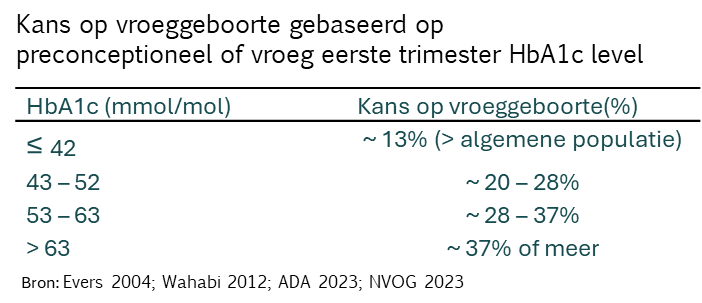 Kans op vroeggeboorte gebaseerd op
preconceptioneel of vroeg eerste trimester HbA1c level
HbA1c (mmol/mol) Kans op vroeggeboorte(%)
≤ 42 ~ 13% (> algemene populatie)
43 – 52 ~ 20 – 28%
53 – 63 ~ 28 – 37%
> 63 ~ 37% of meer
Bron: Evers 2004; Wahabi 2012; ADA 2023; NVOG 2023